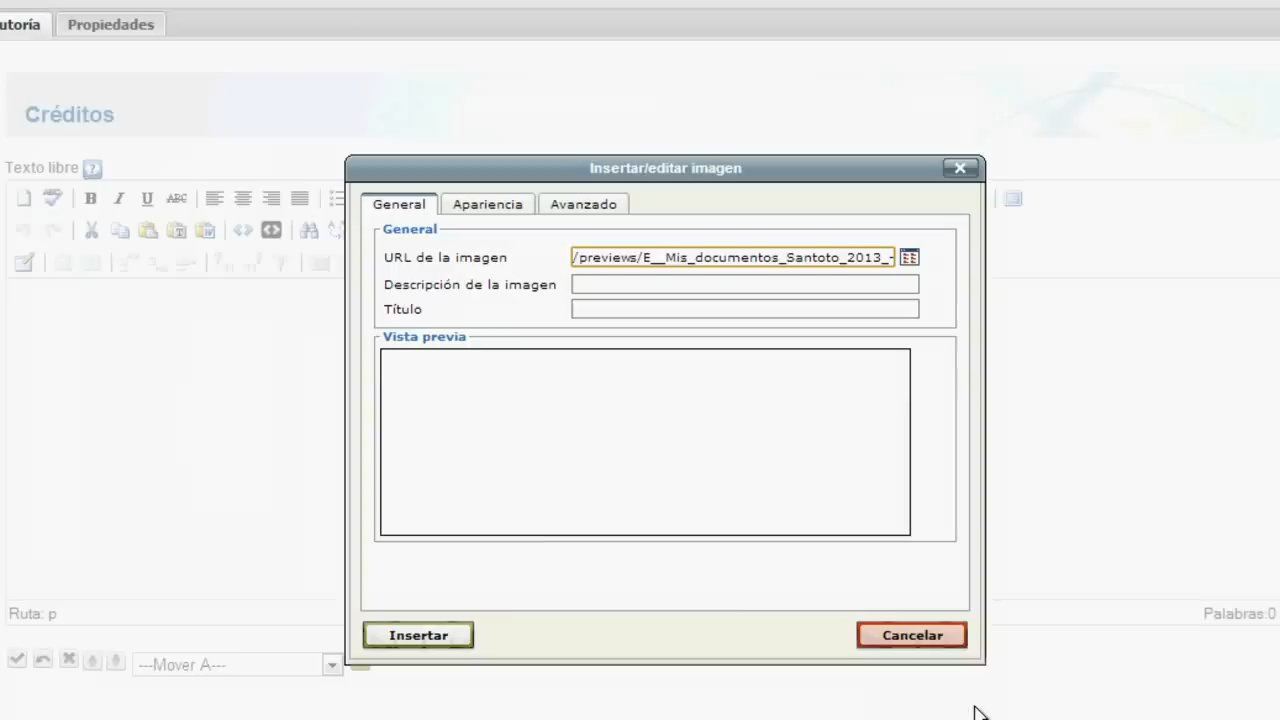 utoría
Propiedades
Créditos
Texto libre
?
Insertar/editar imagen
B I U ABC
General
Apariencia
Avanzado
General
URL de la imagen
/previews/E__Mis_documentos_Santoto_2013_-
Descripción de la imagen
Título
Vista previa
Ruta: p
Palabras:0
Insertar
Cancelar
---Mover A---